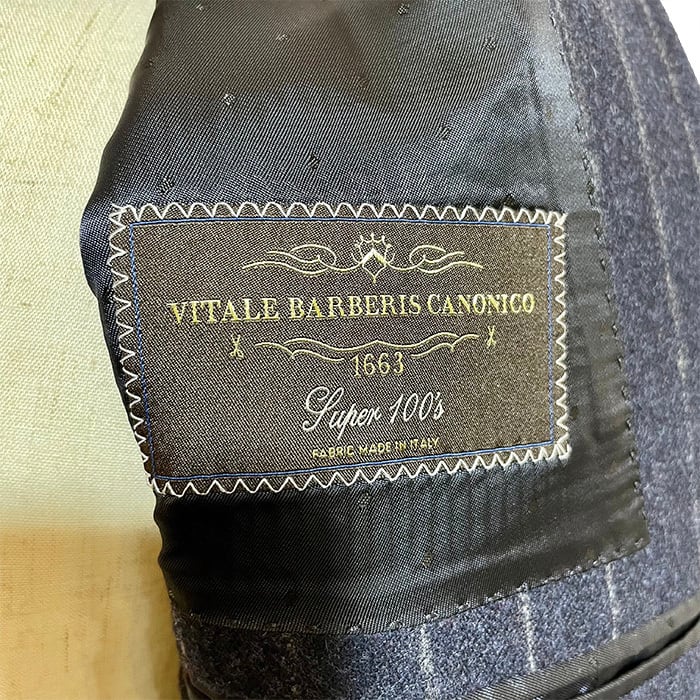 VITALE BARBERIS CANONICO
1663
Super 100's
FABRIC MADE IN ITALY